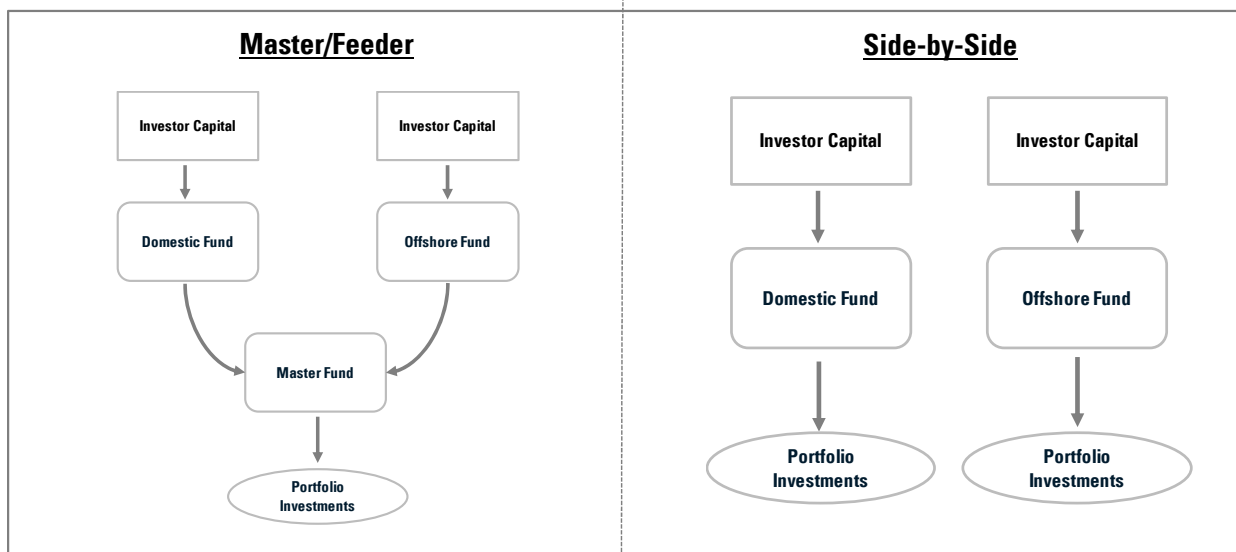 Master/Feeder
Investor Capital
Investor Capital
Domestic Fund
Offshore Fund
Master Fund
Portfolio
Investments
Side-by-Side
Investor Capital
Investor Capital
Domestic Fund
Offshore Fund
Portfolio
Investments
Portfolio
Investments